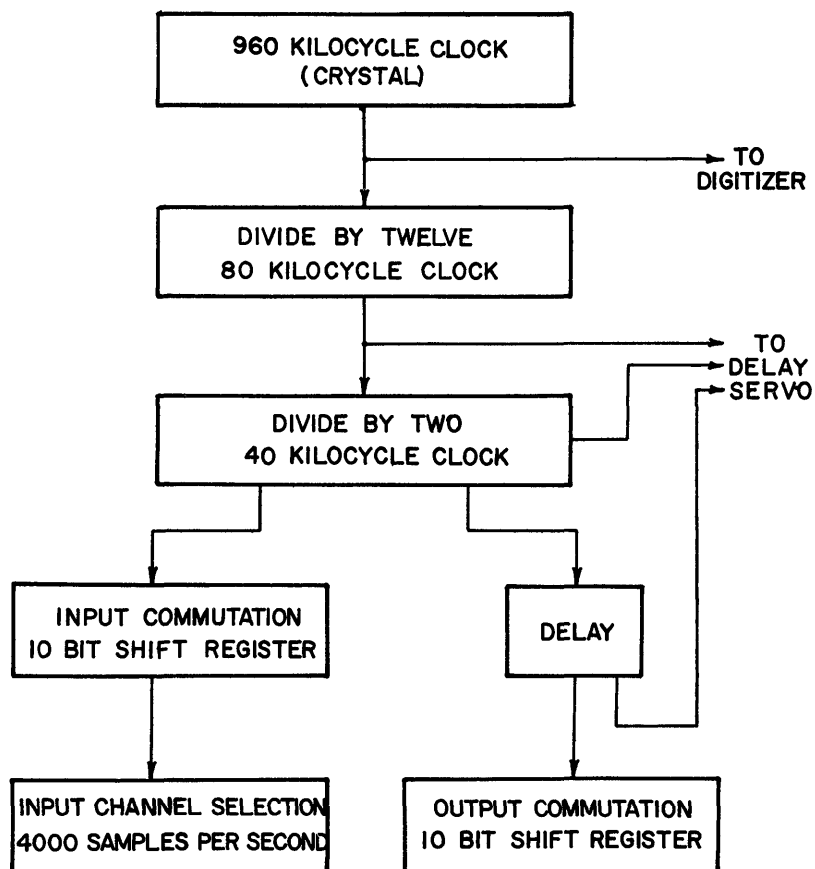 960 KILOCYCLE CLOCK
(CRYSTAL)
TO
DIGITIZER
DIVIDE BY TWELVE
80 KILOCYCLE CLOCK
TO
DELAY
SERVO
DIVIDE BY TWO
40 KILOCYCLE CLOCK
INPUT COMMUTATION
10 BIT SHIFT REGISTER
DELAY
INPUT CHANNEL SELECTION
4000 SAMPLES PER SECOND
OUTPUT COMMUTATION
10 BIT SHIFT REGISTER